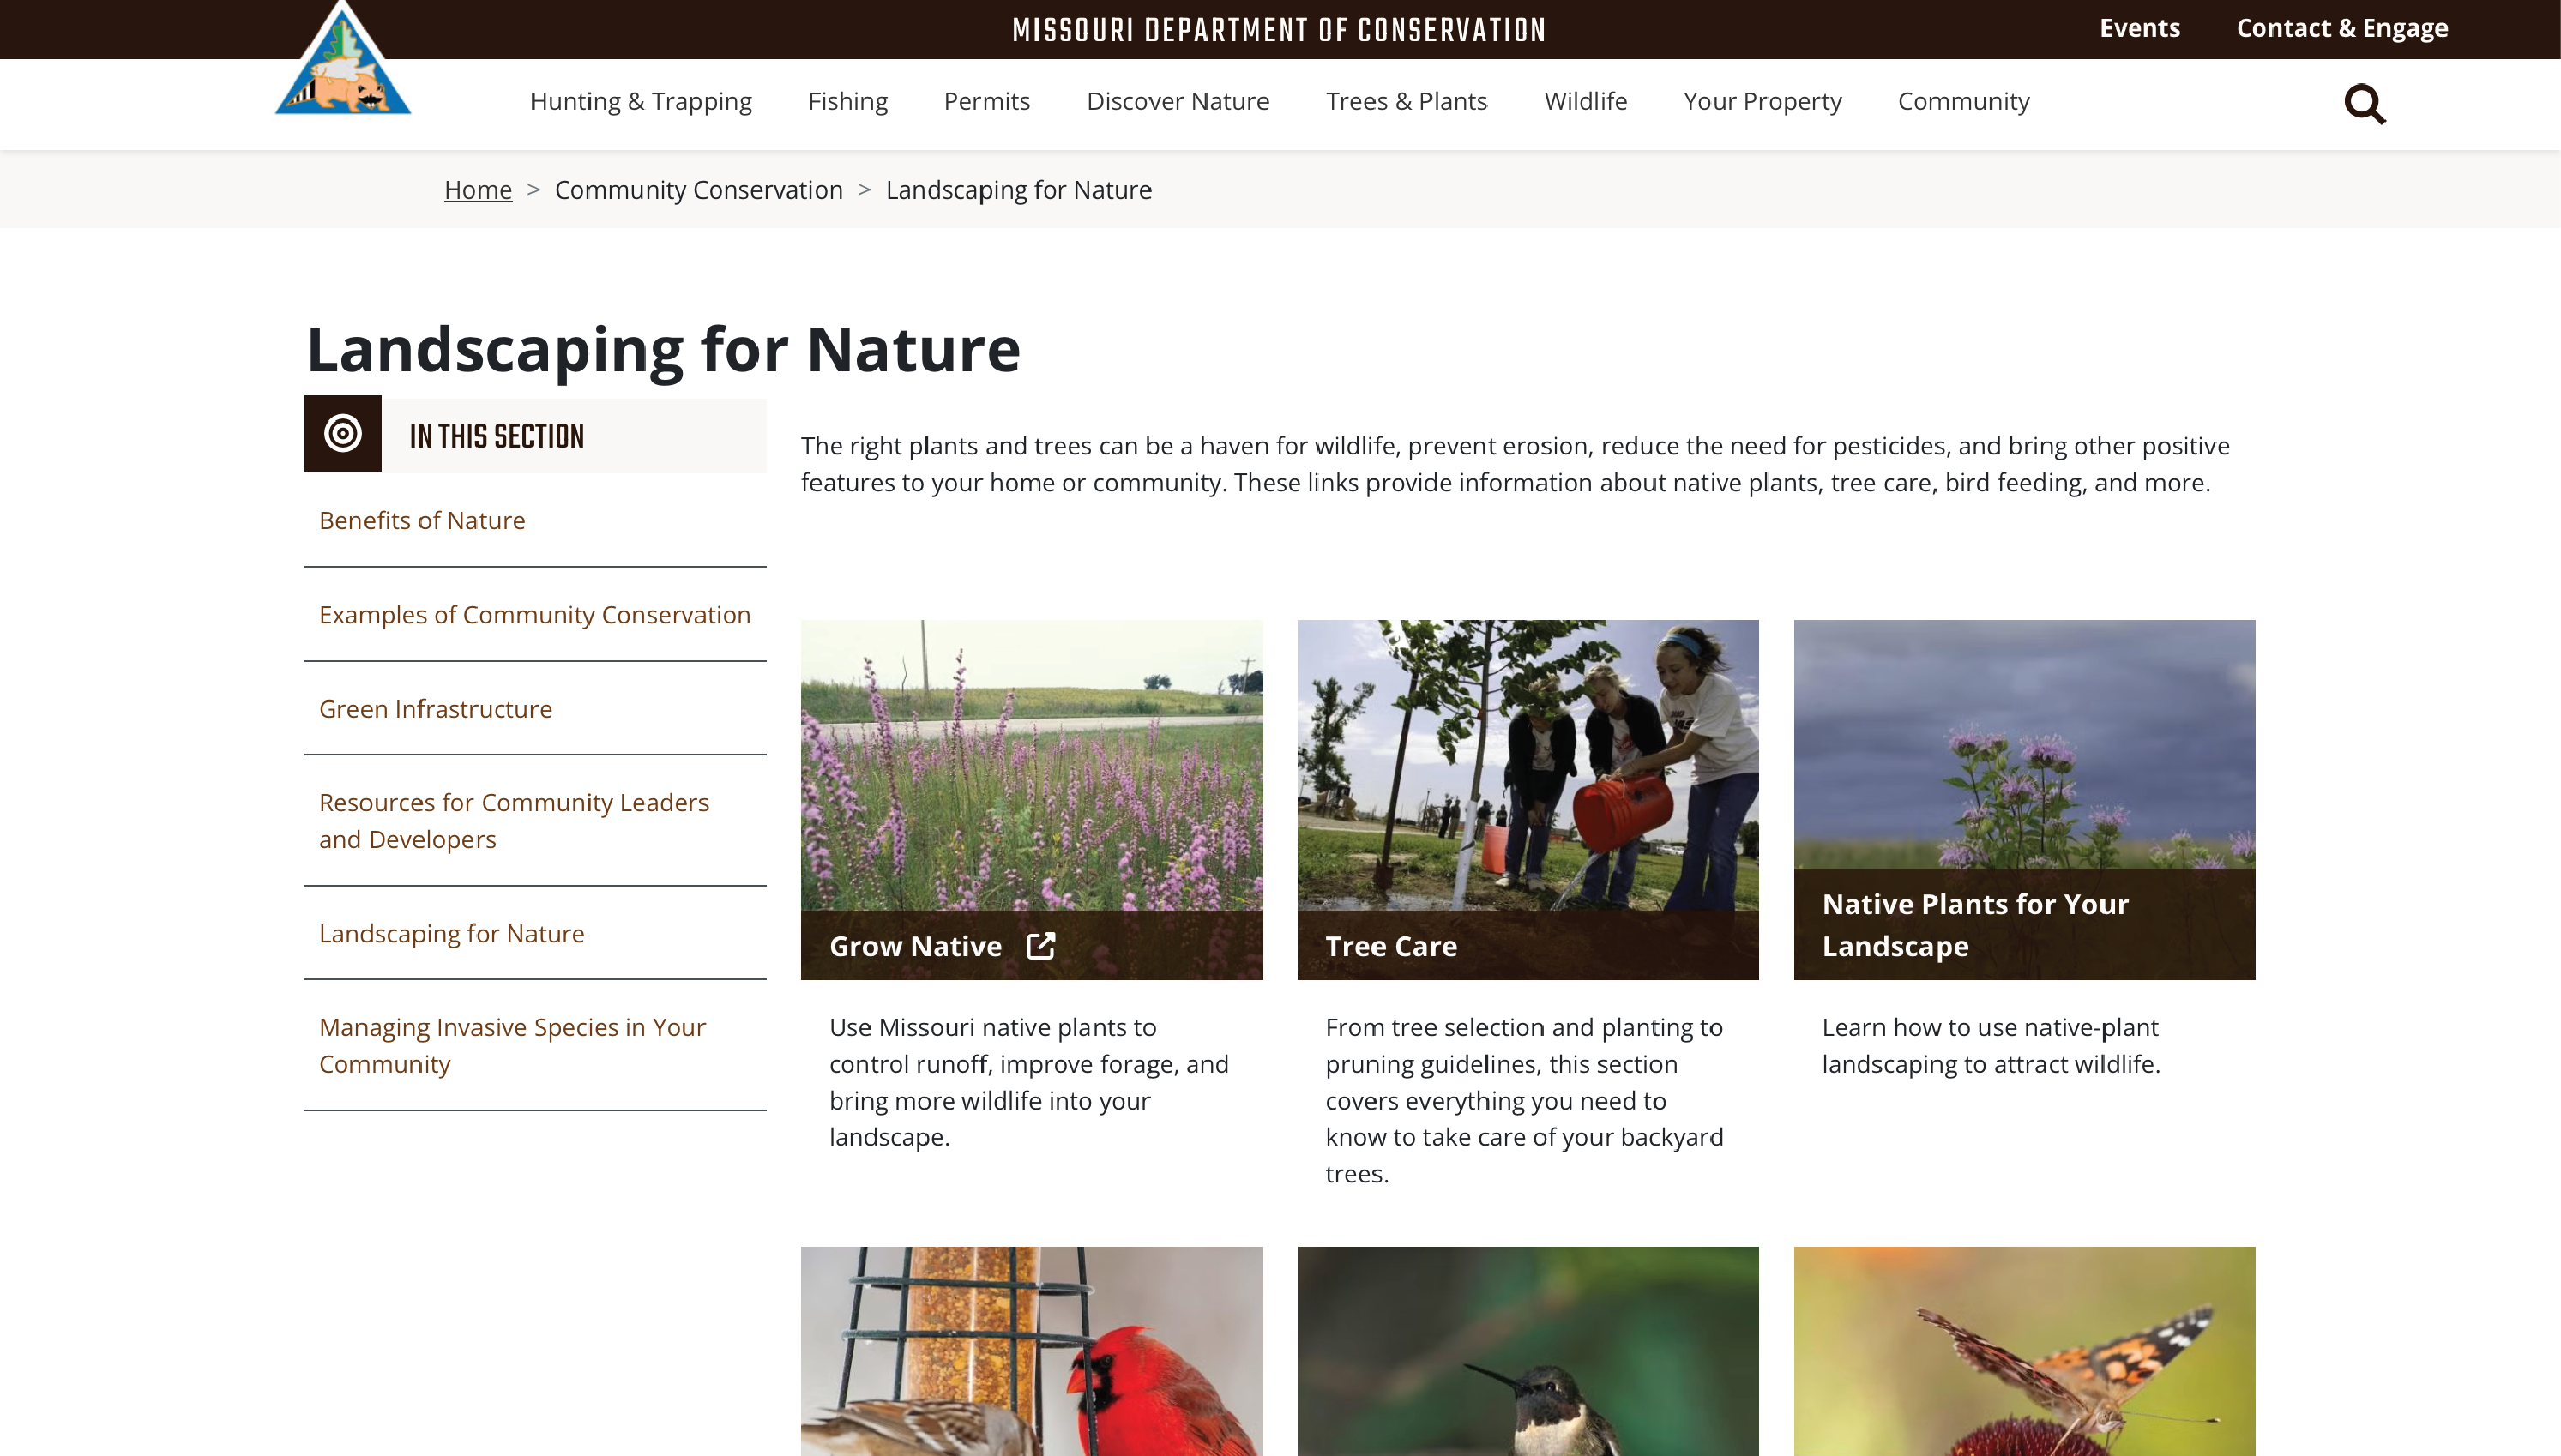 MISSOURI DEPARTMENT OF CONSERVATION
Events
Contact & Engage
Hunting & Trapping
Fishing
Permits
Discover Nature
Trees & Plants
Wildlife
Your Property
Community
Home > Community Conservation > Landscaping for Nature
Landscaping for Nature
IN THIS SECTION
Benefits of Nature
Examples of Community Conservation
Green Infrastructure
Resources for Community Leaders
and Developers
Landscaping for Nature
Managing Invasive Species in Your
Community
The right plants and trees can be a haven for wildlife, prevent erosion, reduce the need for pesticides, and bring other positive
features to your home or community. These links provide information about native plants, tree care, bird feeding, and more.
Grow Native
Use Missouri native plants to
control runoff, improve forage, and
bring more wildlife into your
landscape.
Tree Care
From tree selection and planting to
pruning guidelines, this section
covers everything you need to
know to take care of your backyard
trees.
Native Plants for Your
Landscape
Learn how to use native-plant
landscaping to attract wildlife.